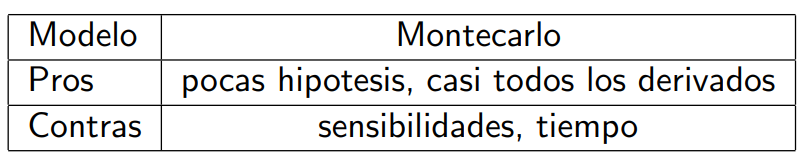 Modelo Montecarlo
Pros pocas hipotesis, casi todos los derivados
Contras sensibilidades, tiempo